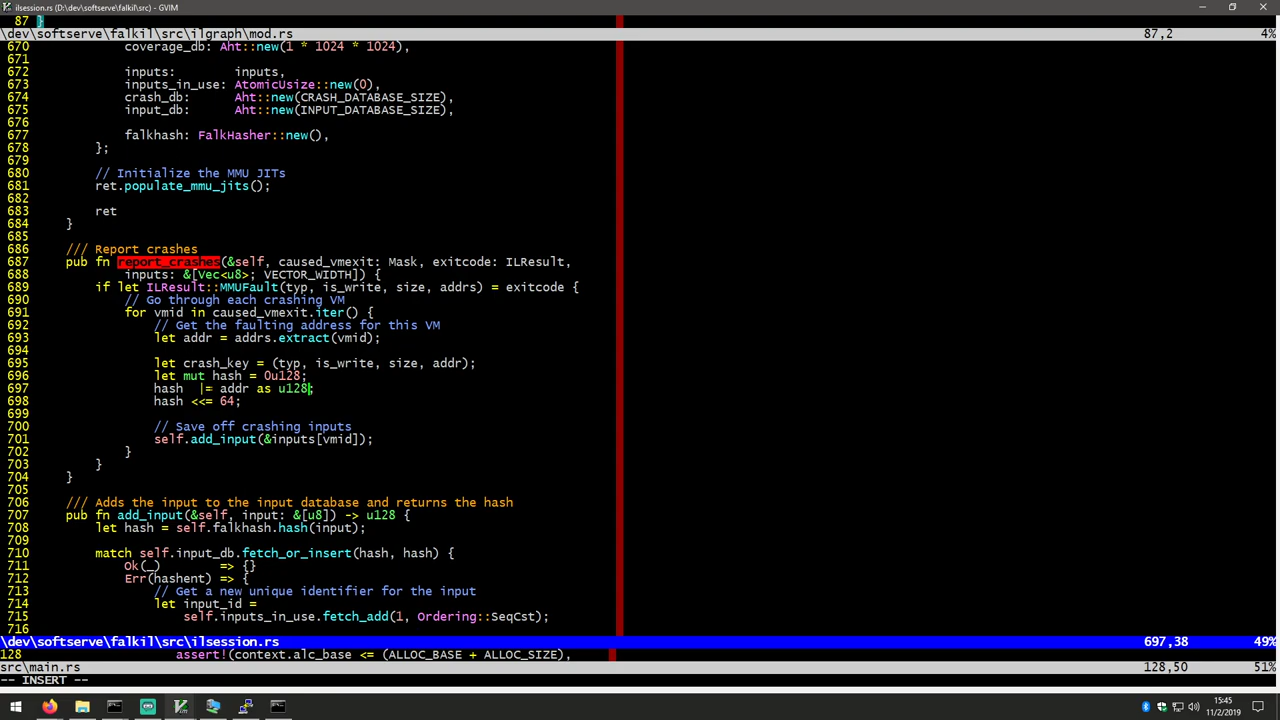 ilsession.rs (D:\dev\softserve\falkil\src) - GVIM
87 }
\dev\softserve\falkil\src\ilgraph\mod.rs 87,2 4%
670 coverage_db: Aht::new(1 * 1024 * 1024),
671
672 inputs: inputs,
673 inputs_in_use: AtomicUsize::new(0),
674 crash_db: Aht::new(CRASH_DATABASE_SIZE),
675 input_db: Aht::new(INPUT_DATABASE_SIZE),
676
677 falkhash: FalkHasher::new(),
678 };
679
680 // Initialize the MMU JITs
681 ret.populate_mmu_jits();
682
683 ret
684 }
685
686 /// Report crashes
687 pub fn report_crashes(&self, caused_vmexit: Mask, exitcode: ILResult,
688 inputs: &[Vec<u8>; VECTOR_WIDTH]) {
689 if let ILResult::MMUFault(typ, is_write, size, addrs) = exitcode {
690 // Go through each crashing VM
691 for vmid in caused_vmexit.iter() {
692 // Get the faulting address for this VM
693 let addr = addrs.extract(vmid);
694
695 let crash_key = (typ, is_write, size, addr);
696 let mut hash = 0u128;
697 hash |= addr as u128;
698 hash <<= 64;
699
700 // Save off crashing inputs
701 self.add_input(&inputs[vmid]);
702 }
703 }
704 }
705
706 /// Adds the input to the input database and returns the hash
707 pub fn add_input(&self, input: &[u8]) -> u128 {
708 let hash = self.falkhash.hash(input);
709
710 match self.input_db.fetch_or_insert(hash, hash) {
711 Ok(_) => {}
712 Err(hashent) => {
713 // Get a new unique identifier for the input
714 let input_id =
715 self.inputs_in_use.fetch_add(1, Ordering::SeqCst);
716
\dev\softserve\falkil\src\ilsession.rs 697,38 49%
128 assert!(context.alc_base <= (ALLOC_BASE + ALLOC_SIZE),
src\main.rs 128,50 51%
-- INSERT --
15:45
11/2/2019